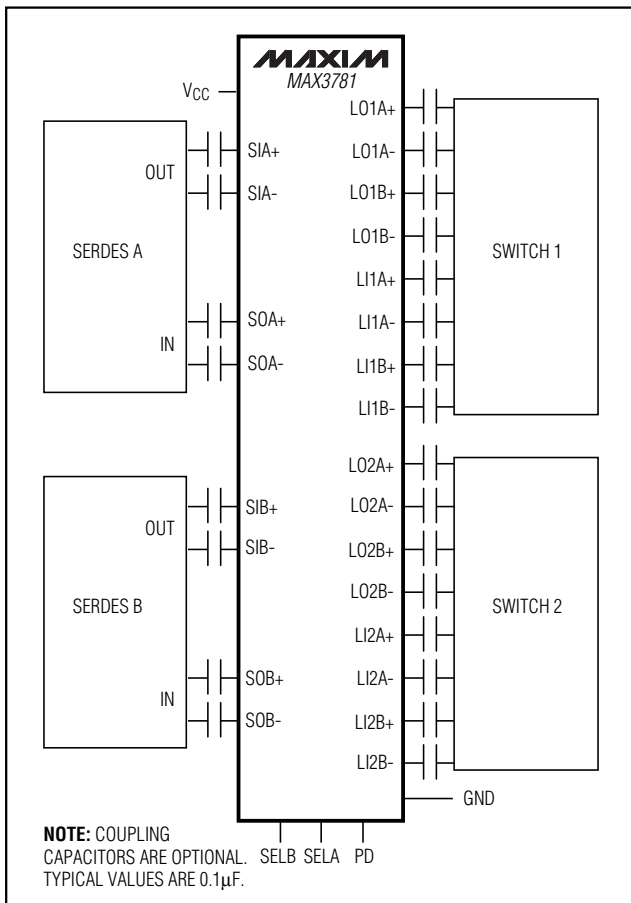 MAXIM
MAX3781
VCC
SERDES A
OUT
IN
SIA+
SIA-
SOA+
SOA-
SERDES B
OUT
IN
SIB+
SIB-
SOB+
SOB-
LO1A+
LO1A-
LO1B+
LO1B-
LI1A+
LI1A-
LI1B+
LI1B-
SWITCH 1
LO2A+
LO2A-
LO2B+
LO2B-
LI2A+
LI2A-
LI2B+
LI2B-
SWITCH 2
GND
SELB SELA PD
NOTE: COUPLING
CAPACITORS ARE OPTIONAL.
TYPICAL VALUES ARE 0.1µF.